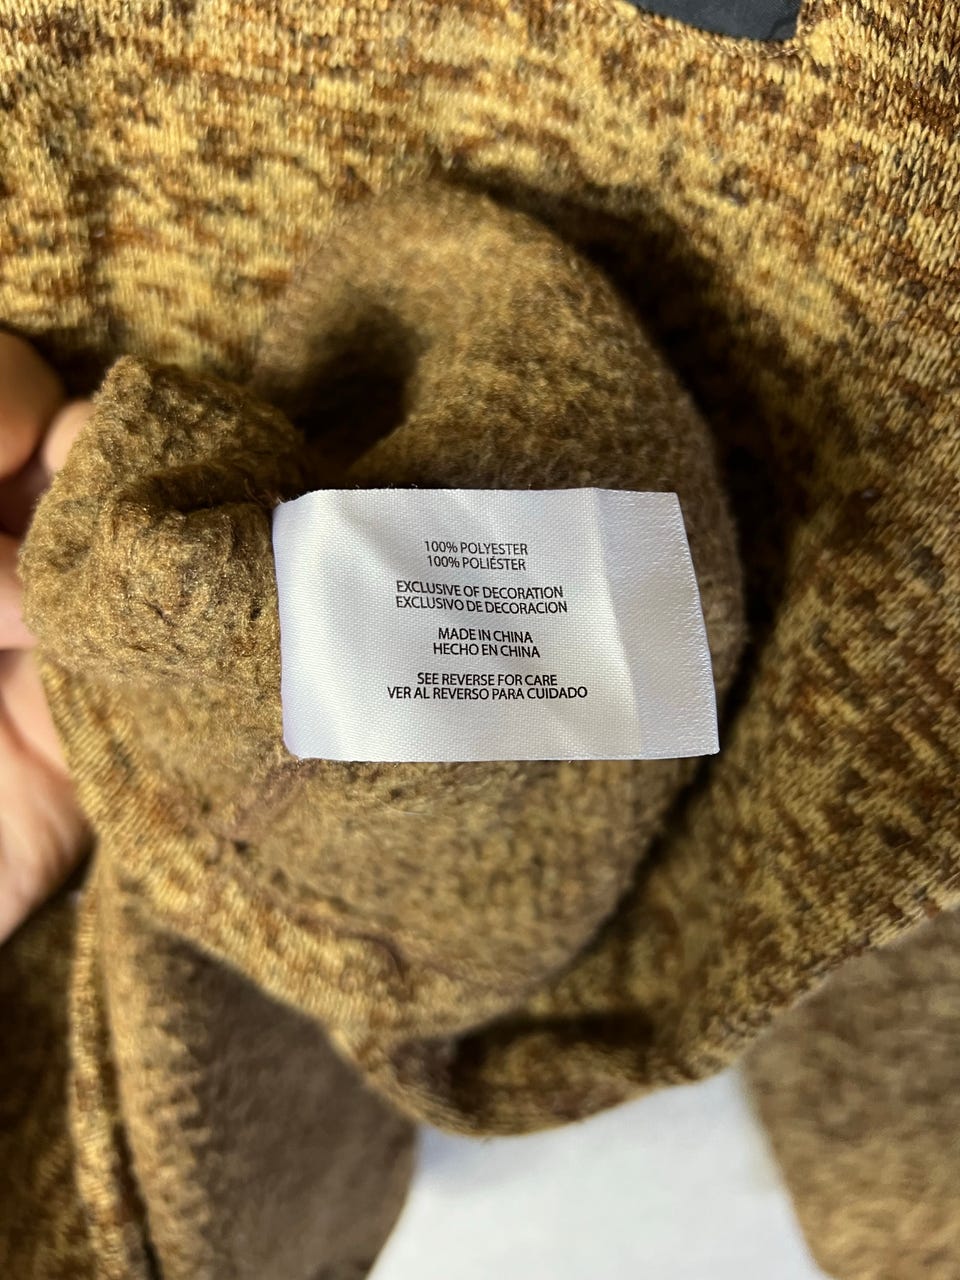 100% POLYESTER
100% POLIÉSTER
EXCLUSIVE OF DECORATION
EXCLUSIVO DE DECORACION
MADE IN CHINA
HECHO EN CHINA
SEE REVERSE FOR CARE
VER AL REVERSO PARA CUIDADO